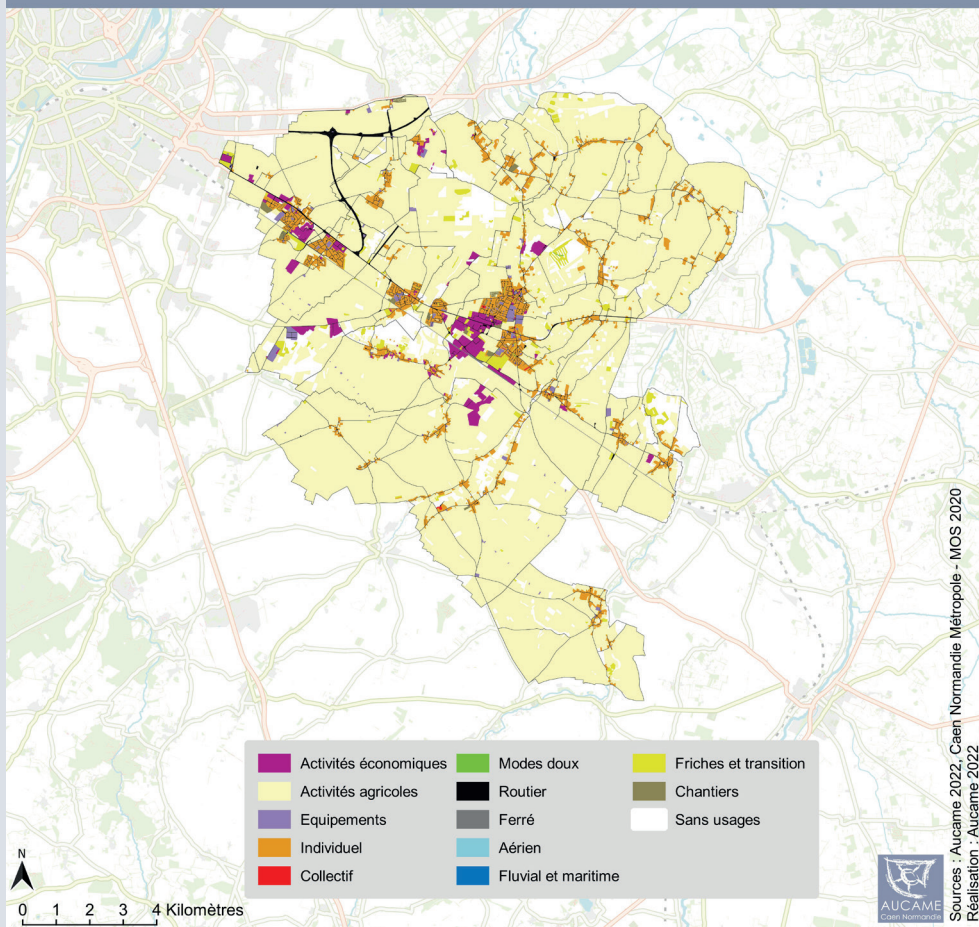 Activités économiques
Activités agricoles
Equipements
Individuel
Collectif
Modes doux
Routier
Ferré
Aérien
Fluvial et maritime
Friches et transition
Chantiers
Sans usages
N
0 1 2 3 4 Kilomètres
AUCAME
Caen Normandie
Sources : Aucame 2022, Caen Normandie Métropole - MOS 2020
Réalisation : Aucame 2022